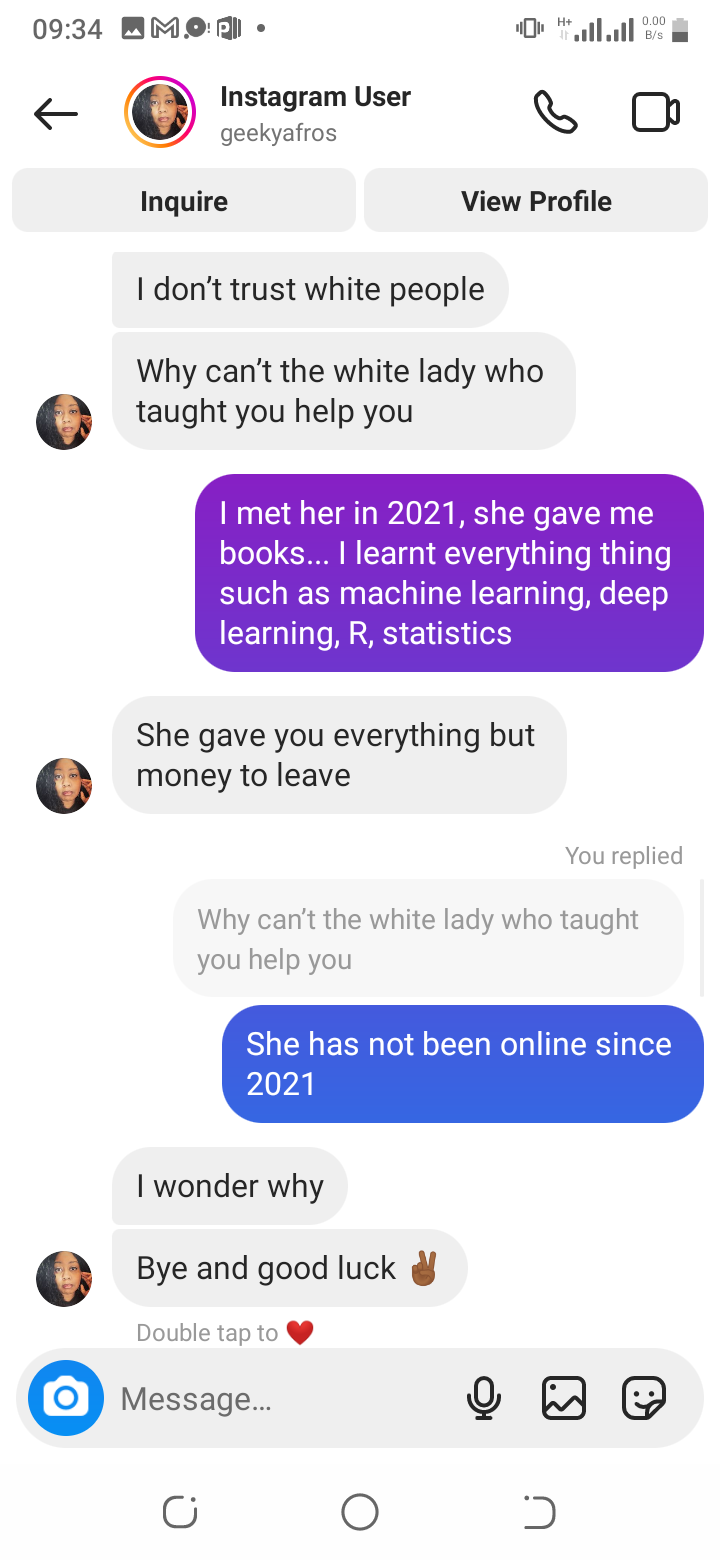 09:34
H+
0.00
B/s
Instagram User
geekyafros
Inquire
View Profile
I don’t trust white people
Why can’t the white lady who
taught you help you
I met her in 2021, she gave me
books... I learnt everything thing
such as machine learning, deep
learning, R, statistics
She gave you everything but
money to leave
You replied
Why can’t the white lady who taught
you help you
She has not been online since
2021
I wonder why
Bye and good luck ✌🏾
Double tap to ❤️
Message…